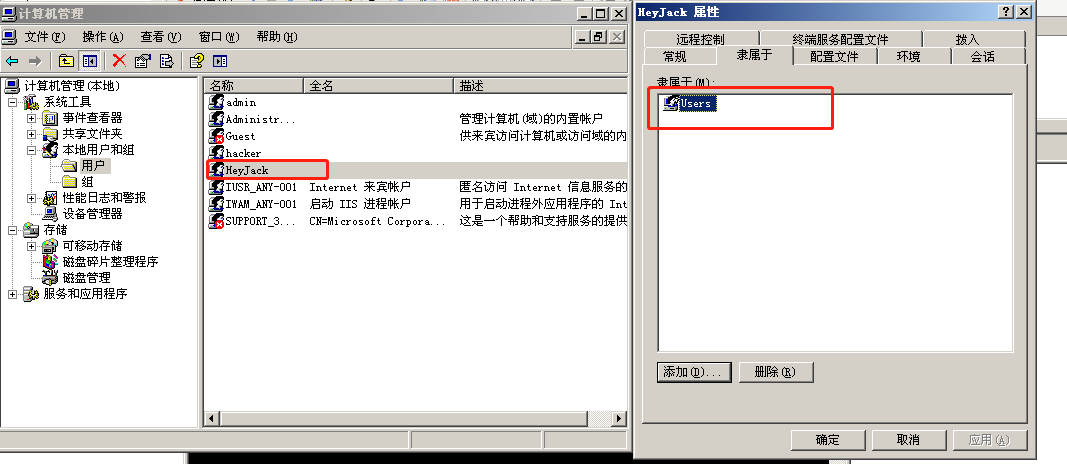 计算机管理
文件(F) 操作(A) 查看(V) 窗口(W) 帮助(H)
计算机管理(本地)
系统工具
事件查看器
共享文件夹
本地用户和组
用户
组
性能日志和警报
设备管理器
存储
可移动存储
磁盘碎片整理程序
磁盘管理
服务和应用程序
名称 全名 描述
admin
Administr... 管理计算机(域)的内置帐户
Guest 供来宾访问计算机或访问域的内
hacker
HeyJack
IUSR_ANY-001 Internet 来宾帐户 匿名访问 Internet 信息服务的
IWAM_ANY-001 启动 IIS 进程帐户 用于启动进程外应用程序的 Int
SUPPORT_3... CN=Microsoft Corpora... 这是一个帮助和支持服务的提供
HeyJack 属性
远程控制 终端服务配置文件 拨入
常规 隶属于 配置文件 环境 会话
隶属于(M):
Users
添加(D)... 删除(R)
确定 取消 应用(A)